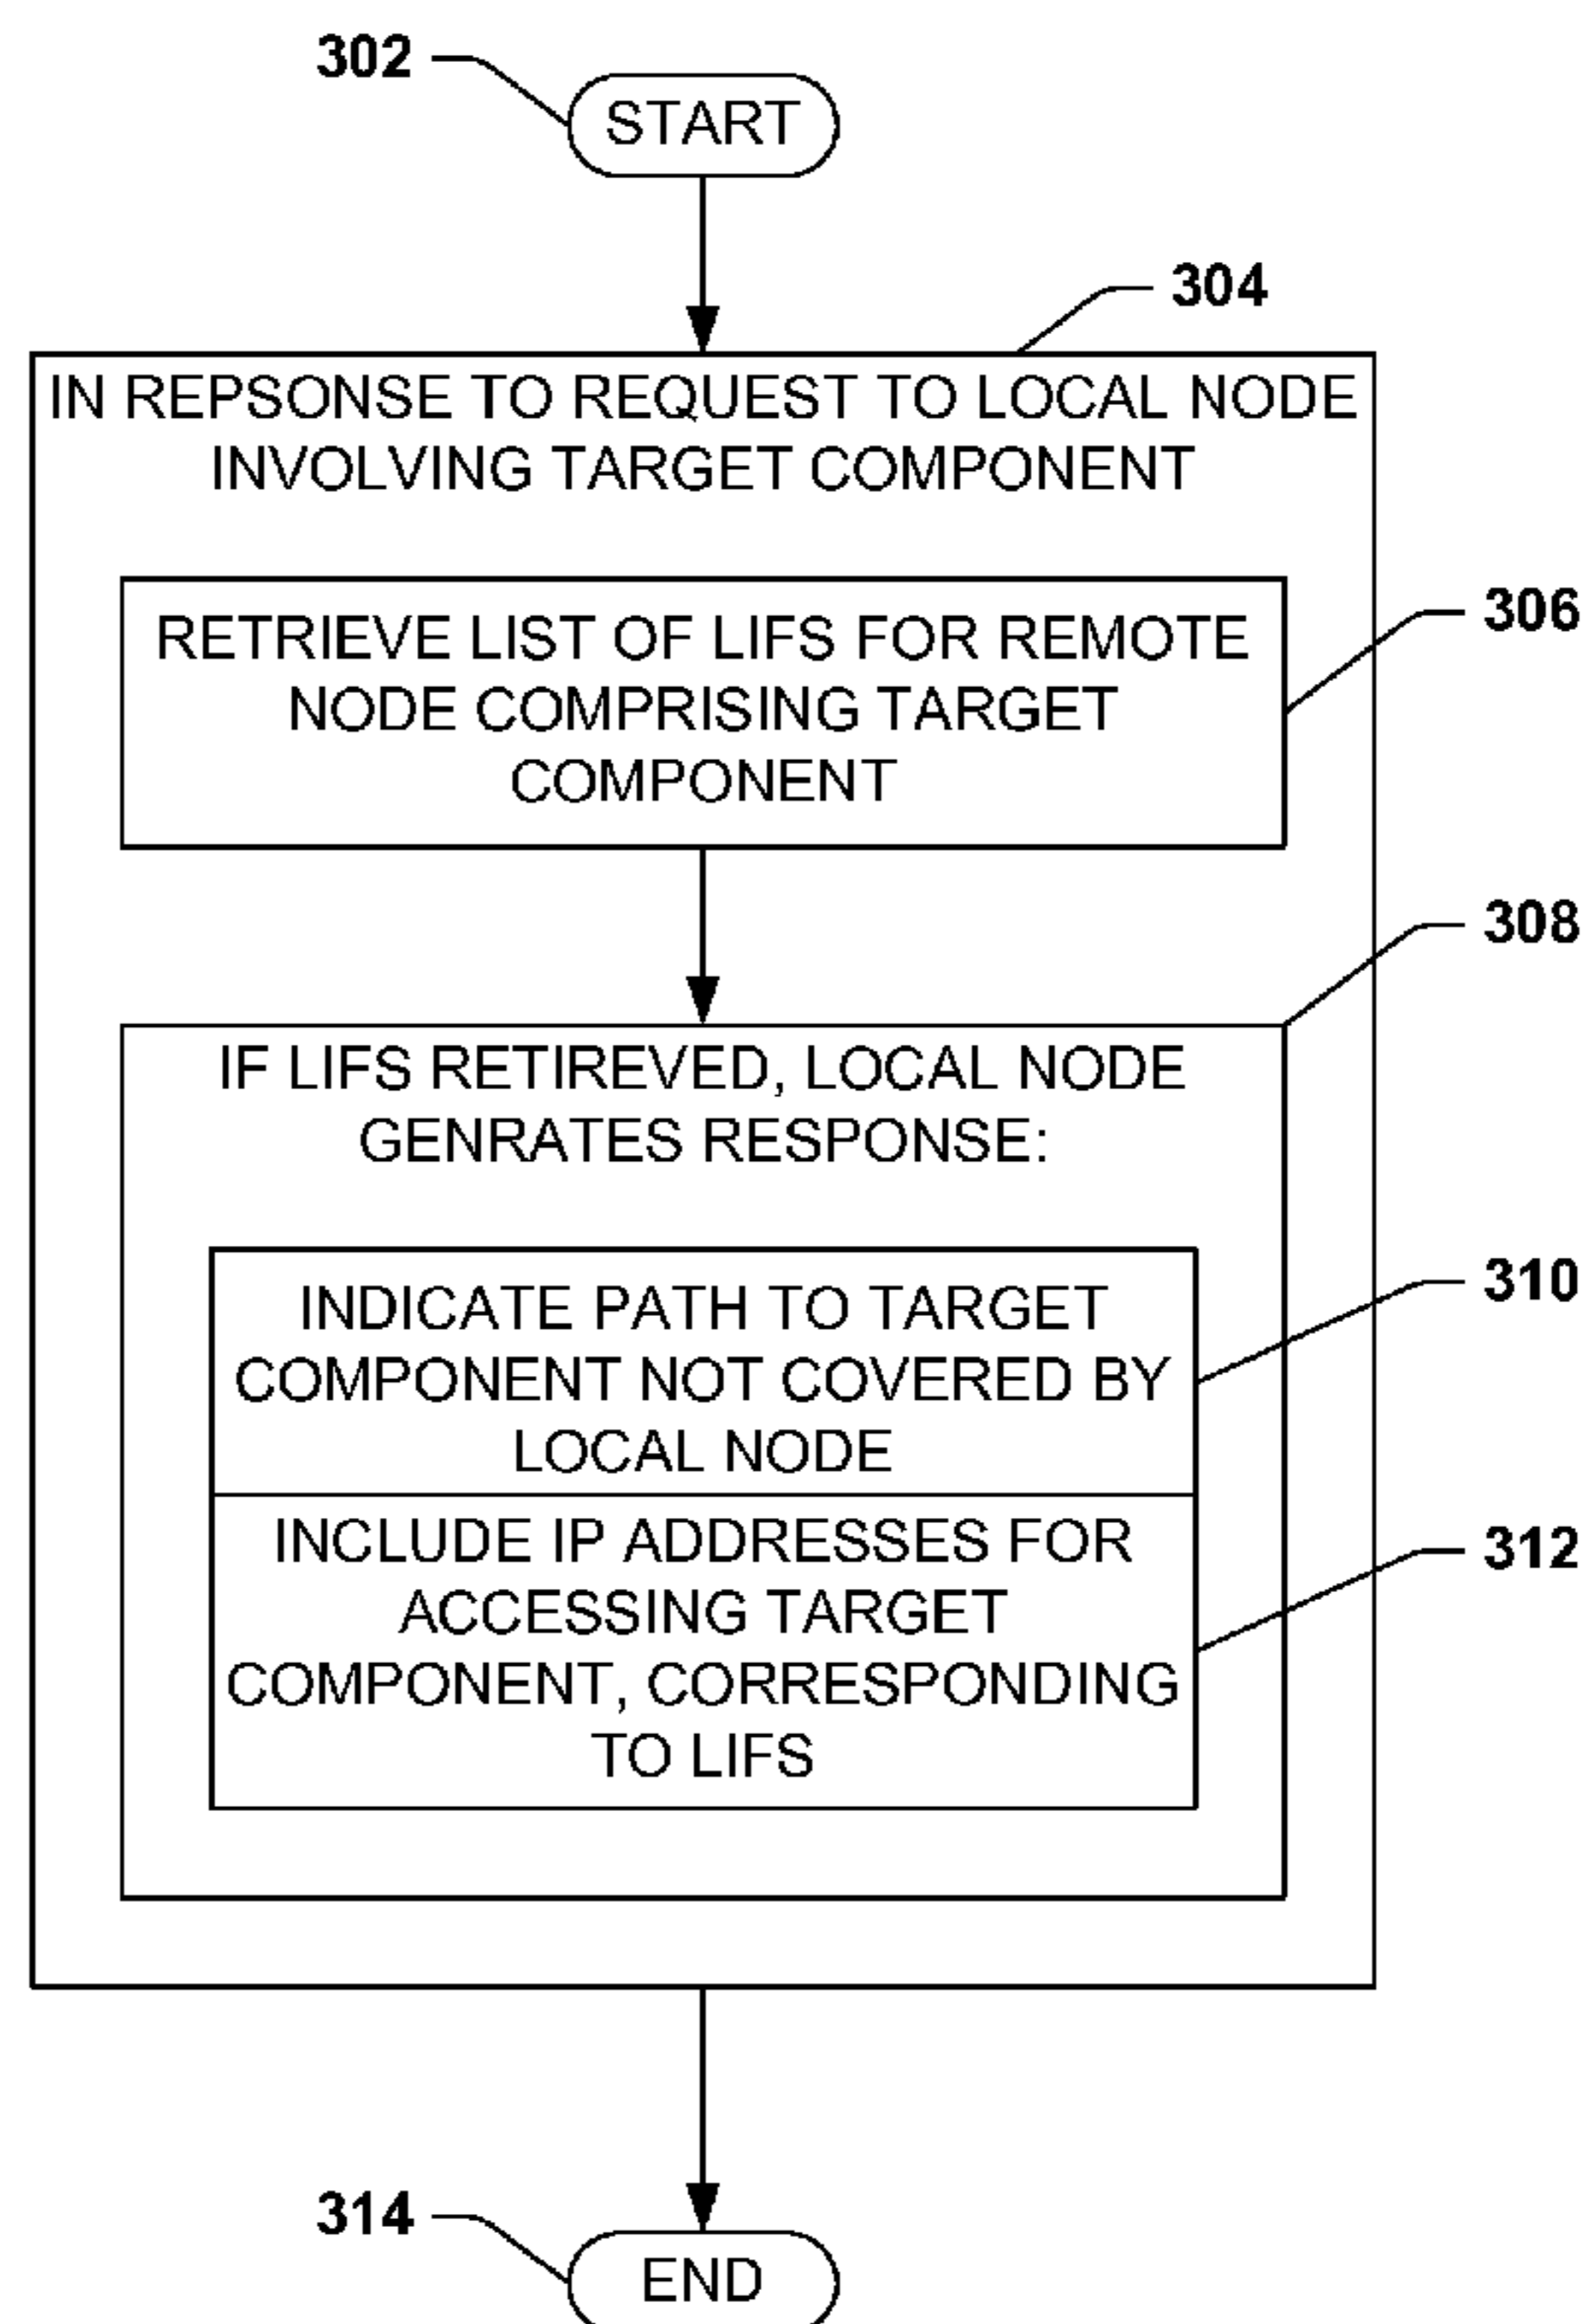 302
START
304
IN REPSONSE TO REQUEST TO LOCAL NODE
INVOLVING TARGET COMPONENT
306
RETRIEVE LIST OF LIFS FOR REMOTE
NODE COMPRISING TARGET
COMPONENT
308
IF LIFS RETIREVED, LOCAL NODE
GENRATES RESPONSE:
310
INDICATE PATH TO TARGET
COMPONENT NOT COVERED BY
LOCAL NODE
312
INCLUDE IP ADDRESSES FOR
ACCESSING TARGET
COMPONENT, CORRESPONDING
TO LIFS
314
END